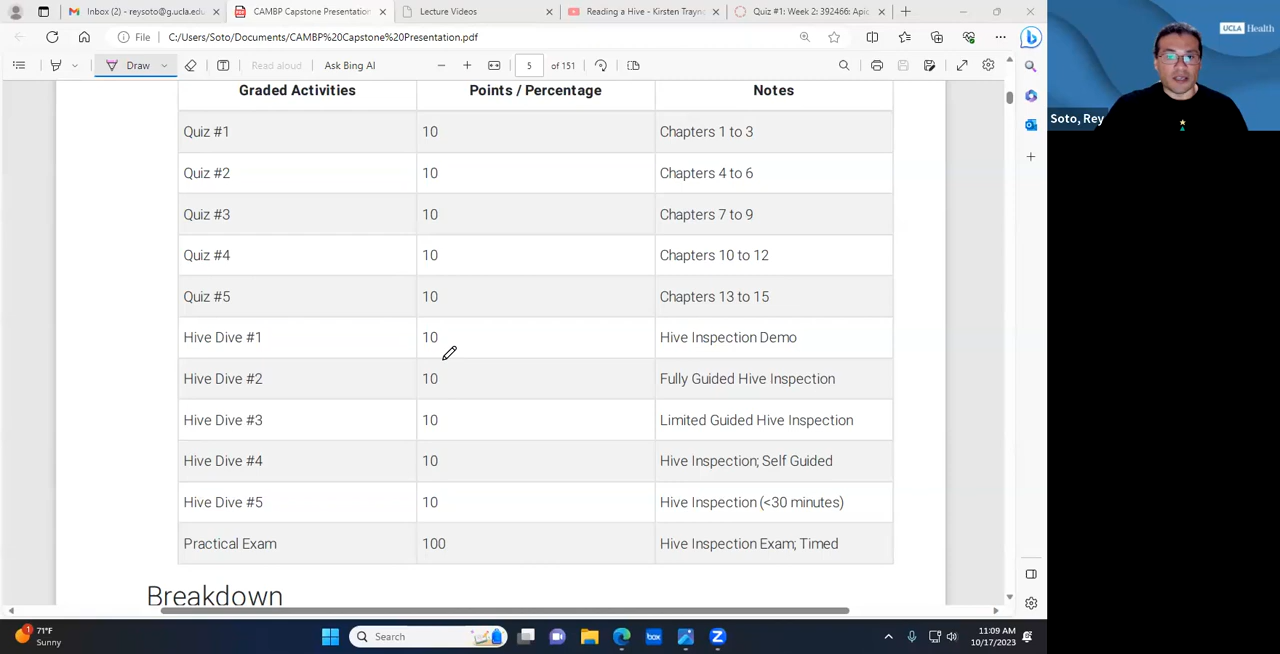 Inbox (2) - reysoto@g.ucla.edu
CAMBP Capstone Presentation
Lecture Videos
Reading a Hive - Kirsten Trayno
Quiz #1: Week 2: 392466: Apic
File
C:/Users/Soto/Documents/CAMBP%20Capstone%20Presentation.pdf
Draw
Read aloud
Ask Bing AI
5
of 151
Graded Activities Points / Percentage Notes
Quiz #1 10 Chapters 1 to 3
Quiz #2 10 Chapters 4 to 6
Quiz #3 10 Chapters 7 to 9
Quiz #4 10 Chapters 10 to 12
Quiz #5 10 Chapters 13 to 15
Hive Dive #1 10 Hive Inspection Demo
Hive Dive #2 10 Fully Guided Hive Inspection
Hive Dive #3 10 Limited Guided Hive Inspection
Hive Dive #4 10 Hive Inspection; Self Guided
Hive Dive #5 10 Hive Inspection (<30 minutes)
Practical Exam 100 Hive Inspection Exam; Timed
Breakdown
UCLA Health
Soto, Rey
1
71°F
Sunny
Search
box
11:09 AM
10/17/2023